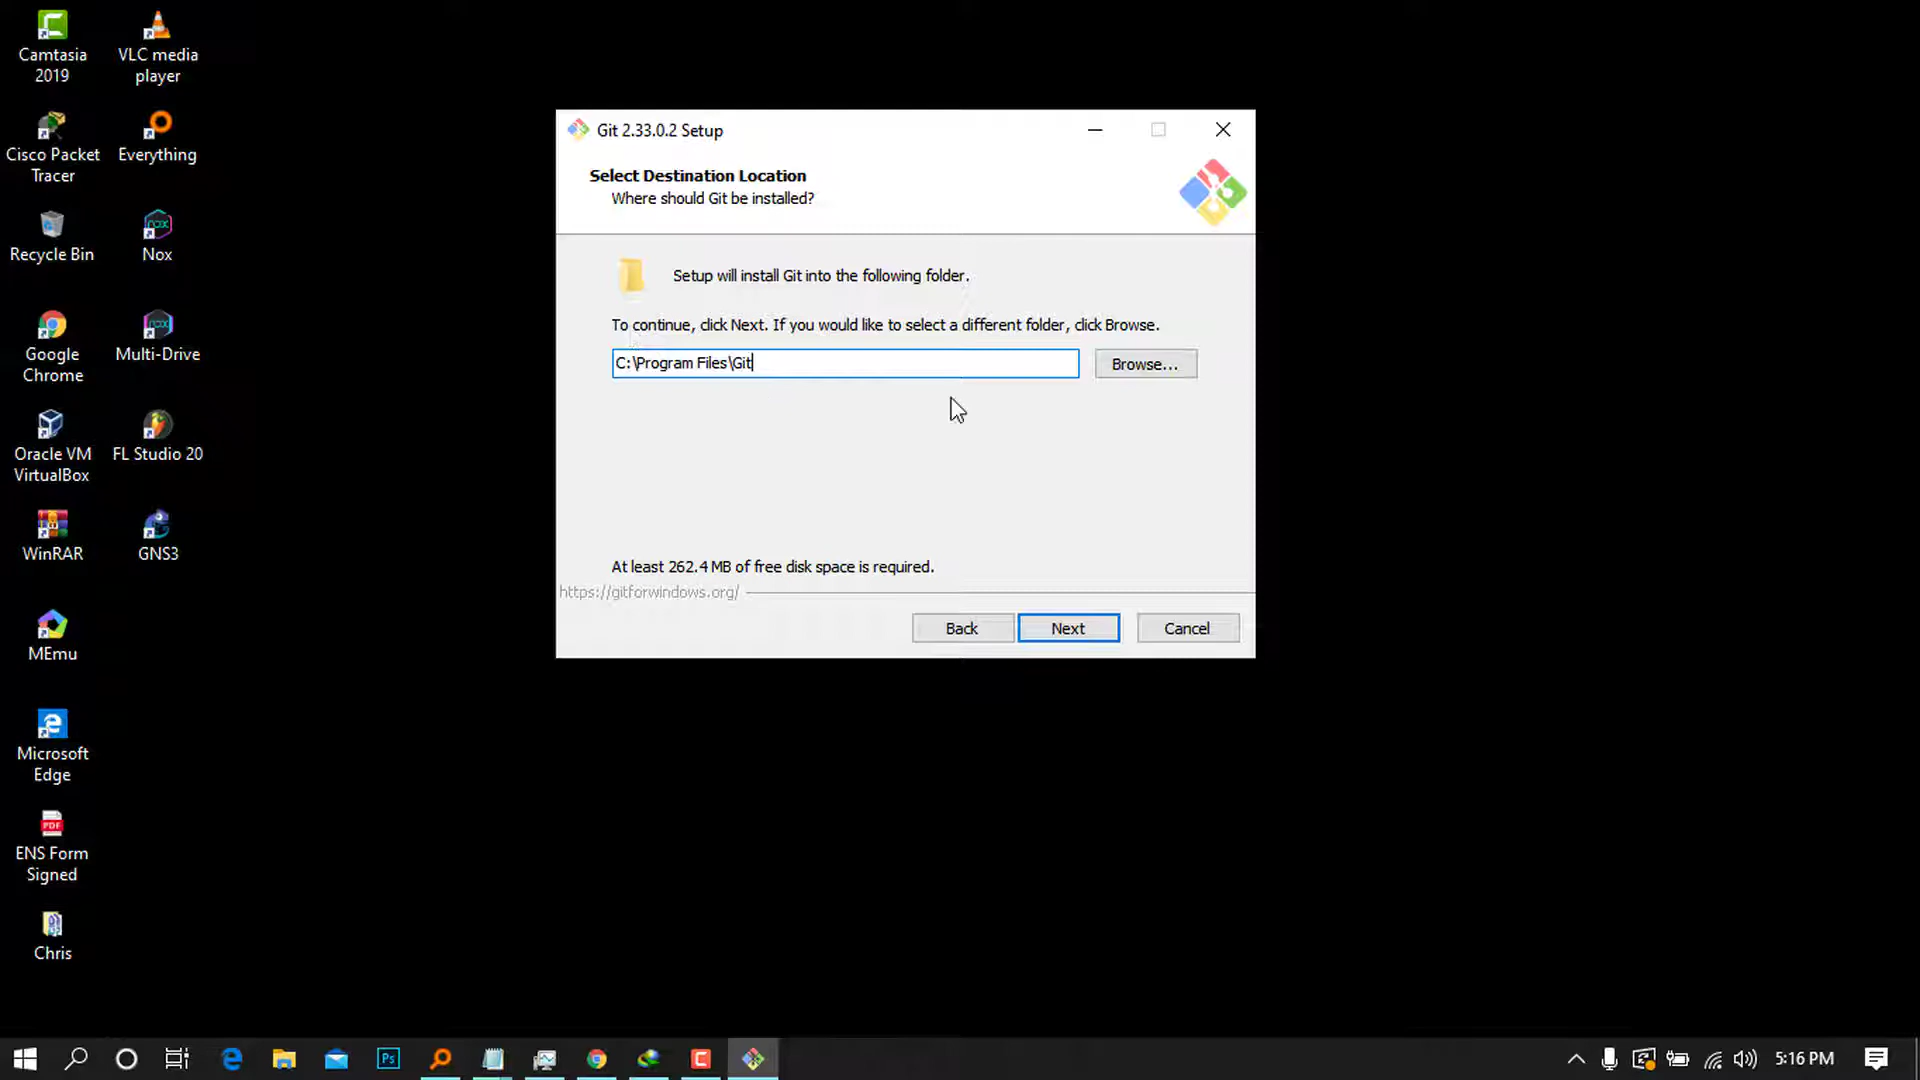 Camtasia
2019
VLC media
player
Cisco Packet
Tracer
Everything
Recycle Bin
Nox
Google
Chrome
Multi-Drive
Oracle VM
VirtualBox
FL Studio 20
WinRAR
GNS3
MEmu
Microsoft
Edge
PDF
ENS Form
Signed
Chris
Git 2.33.0.2 Setup
Select Destination Location
Where should Git be installed?
Setup will install Git into the following folder.
To continue, click Next. If you would like to select a different folder, click Browse.
C:\Program Files\Git
Browse...
At least 262.4 MB of free disk space is required.
https://gitforwindows.org/
Back
Next
Cancel
Ps
5:16 PM